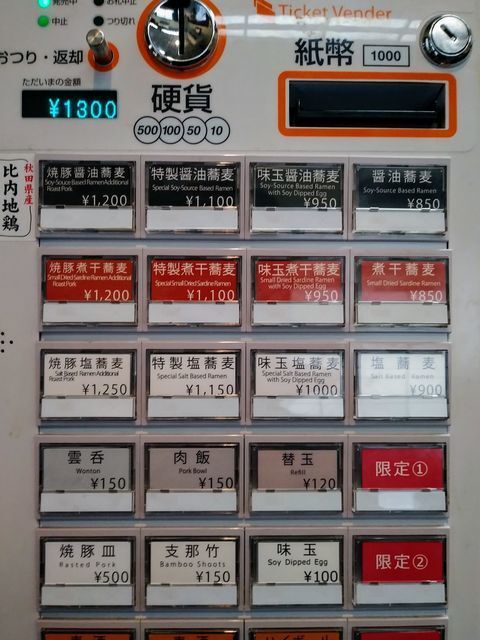 発売中
お札中止
中止
つり切れ
Ticket Vender
おつり・返却
紙幣
1000
ただいまの金額
¥1300
硬貨
500 100 50 10
秋田県産
比内地鶏
焼豚醤油蕎麦
Soy-Souce Based Ramen Additional
Roast Pork
¥1,200
特製醤油蕎麦
Special Soy-Source Based Ramen
¥1,100
味玉醤油蕎麦
Soy-Source Based Ramen
with Soy Dipped Egg
¥950
醤油蕎麦
Soy-Source Based Ramen
¥850
焼豚煮干蕎麦
Small Dried Sardine Ramen Additional
Roast Pork
¥1,200
特製煮干蕎麦
Special Small Dried Sardine Ramen
¥1,100
味玉煮干蕎麦
Small Dried Sardine Ramen
with Soy Dipped Egg
¥950
煮干蕎麦
Small Dried Sardine Ramen
¥850
焼豚塩蕎麦
Salt Based Ramen Additional
Roast Pork
¥1,250
特製塩蕎麦
Special Salt Based Ramen
¥1,150
味玉塩蕎麦
Special Salt Based Ramen
with Soy Dipped Egg
¥1000
塩蕎麦
Salt Based Ramen
¥900
雲呑
Wonton
¥150
肉飯
Pork Bowl
¥150
替玉
Refill
¥120
限定①
焼豚皿
Rasted Pork
¥500
支那竹
Bamboo Shoots
¥150
味玉
Soy Dipped Egg
¥100
限定②